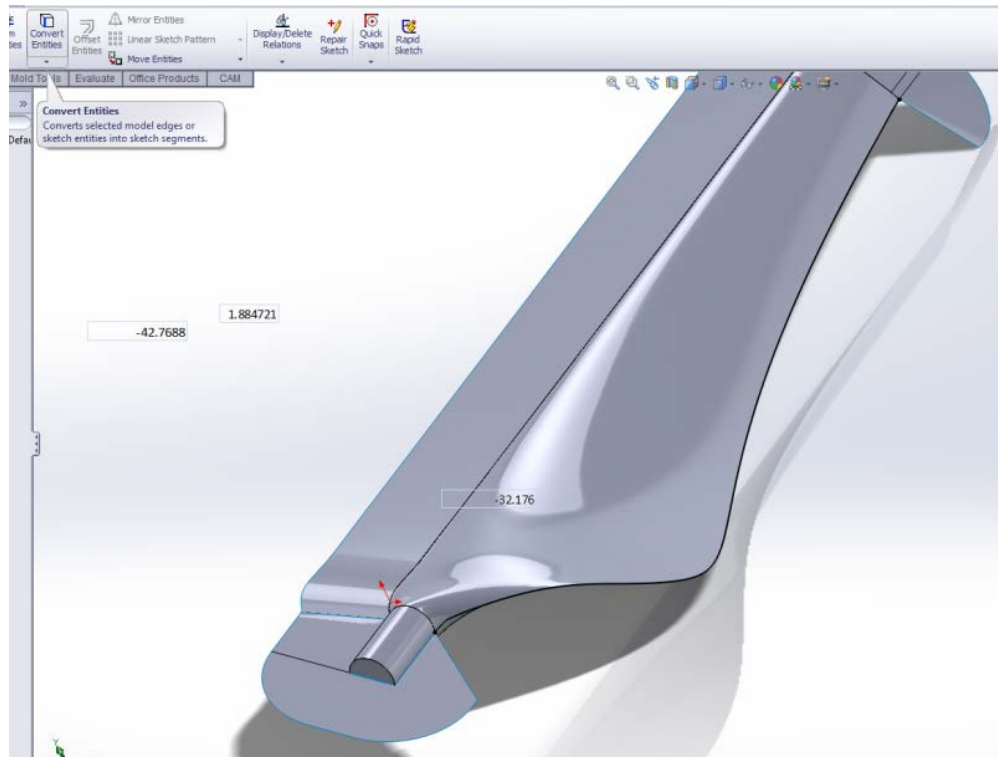 Convert
Entities
Offset
Entities
Mirror Entities
Linear Sketch Pattern
Move Entities
Display/Delete
Relations
Repair
Sketch
Quick
Snaps
Rapid
Sketch
Evaluate
Office Products
CAM
Convert Entities
Converts selected model edges or
sketch entities into sketch segments.
1.884721
-42.7688
-32.176